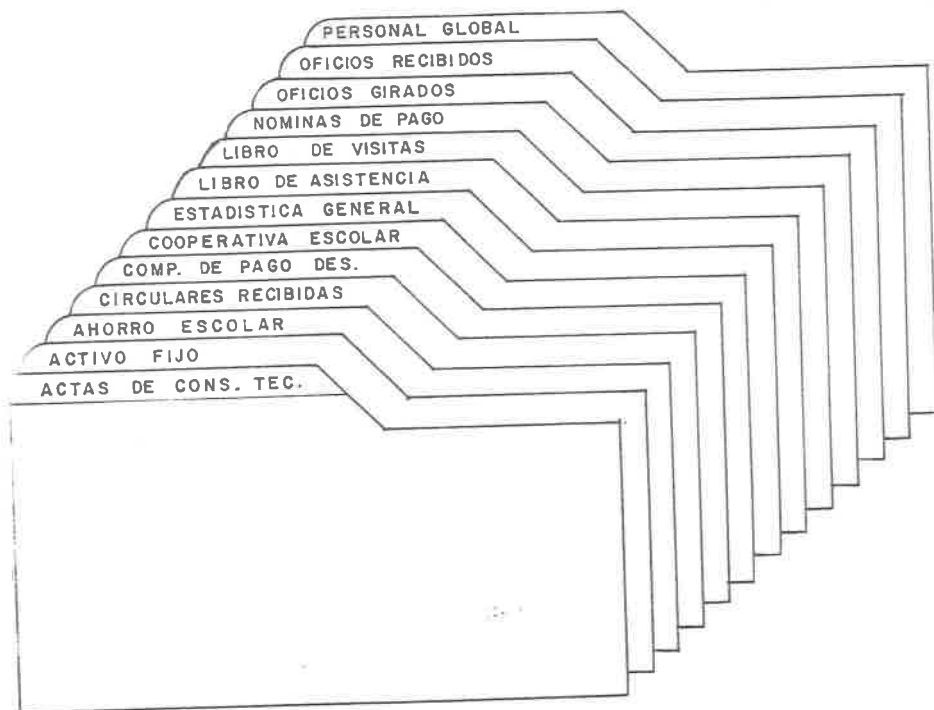 PERSONAL GLOBAL
OFICIOS RECIBIDOS
OFICIOS GIRADOS
NOMINAS DE PAGO
LIBRO DE VISITAS
LIBRO DE ASISTENCIA
ESTADISTICA GENERAL
COOPERATIVA ESCOLAR
COMP. DE PAGO DES.
CIRCULARES RECIBIDAS
AHORRO ESCOLAR
ACTIVO FIJO
ACTAS DE CONS. TEC.